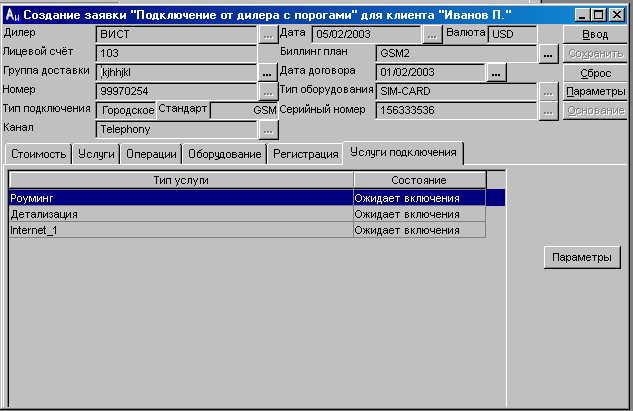 Создание заявки "Подключение от дилера с порогами" для клиента "Иванов П."
Дилер ВИСТ ... Дата 05/02/2003 ... Валюта USD Ввод
Лицевой счёт 103 Биллинг план GSM2 ... Сохранить
Группа доставки kjhhjkl ... Дата договора 01/02/2003 ... Сброс
Номер 99970254 ... Тип оборудования SIM-CARD ... Параметры
Тип подключения Городское Стандарт GSM Серийный номер 156333536 ... Основание
Канал Telephony ...
Стоимость Услуги Операции Оборудование Регистрация Услуги подключения
Тип услуги Состояние
Роуминг Ожидает включения
Детализация Ожидает включения
Internet_1 Ожидает включения
Параметры